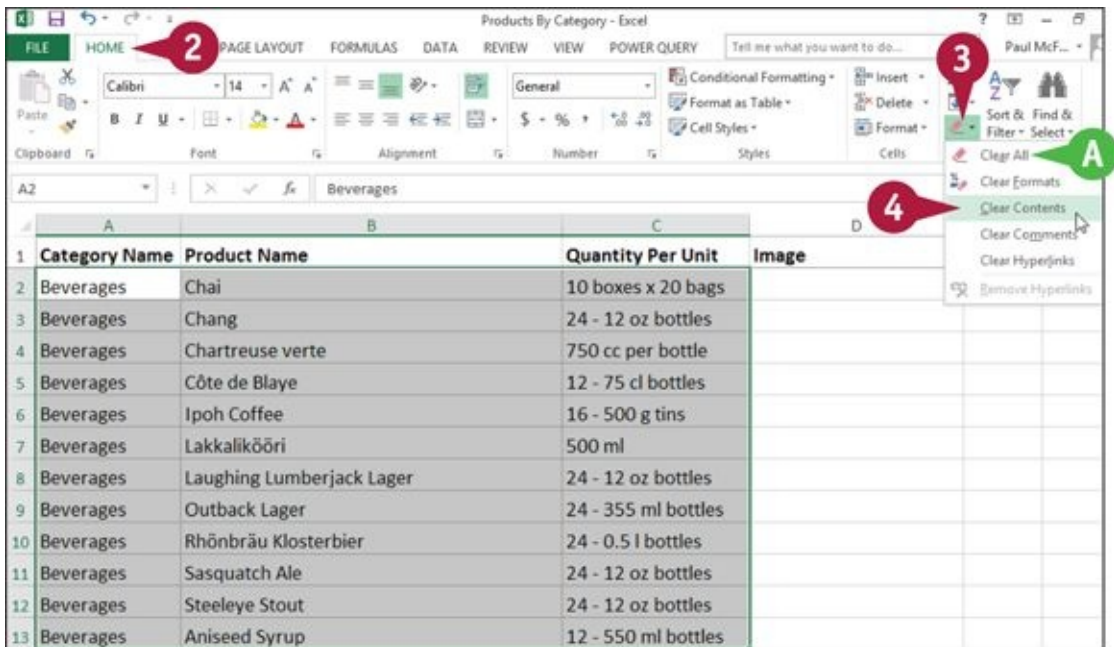 Products By Category - Excel
FILE HOME PAGE LAYOUT FORMULAS DATA REVIEW VIEW POWER QUERY Tell me what you want to do... Paul McF...
2
3
Calibri 14 A A General Conditional Formatting Insert
Paste B I U A $ % , Format as Table Delete Sort & Find &
Cell Styles Format Filter Select
Clipboard Font Alignment Number Styles Cells
Clear All
A
Clear Formats
4
Clear Contents
Clear Comments
Clear Hyperlinks
Remove Hyperlinks
A2 fx Beverages
A B C D
1 Category Name Product Name Quantity Per Unit Image
2 Beverages Chai 10 boxes x 20 bags
3 Beverages Chang 24 - 12 oz bottles
4 Beverages Chartreuse verte 750 cc per bottle
5 Beverages Côte de Blaye 12 - 75 cl bottles
6 Beverages Ipoh Coffee 16 - 500 g tins
7 Beverages Lakkalikööri 500 ml
8 Beverages Laughing Lumberjack Lager 24 - 12 oz bottles
9 Beverages Outback Lager 24 - 355 ml bottles
10 Beverages Rhönbräu Klosterbier 24 - 0.5 l bottles
11 Beverages Sasquatch Ale 24 - 12 oz bottles
12 Beverages Steeleye Stout 24 - 12 oz bottles
13 Beverages Aniseed Syrup 12 - 550 ml bottles